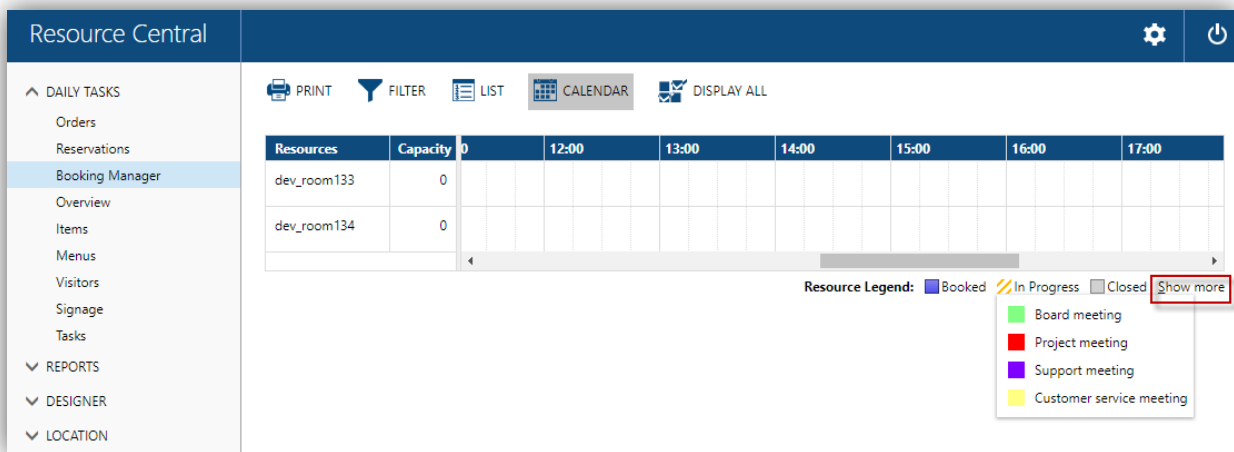 Resource Central
DAILY TASKS
Orders
Reservations
Booking Manager
Overview
Items
Menus
Visitors
Signage
Tasks
REPORTS
DESIGNER
LOCATION
PRINT FILTER LIST CALENDAR DISPLAY ALL
Resources Capacity 0 12:00 13:00 14:00 15:00 16:00 17:00
dev_room133 0
dev_room134 0
Resource Legend: Booked In Progress Closed Show more
Board meeting
Project meeting
Support meeting
Customer service meeting